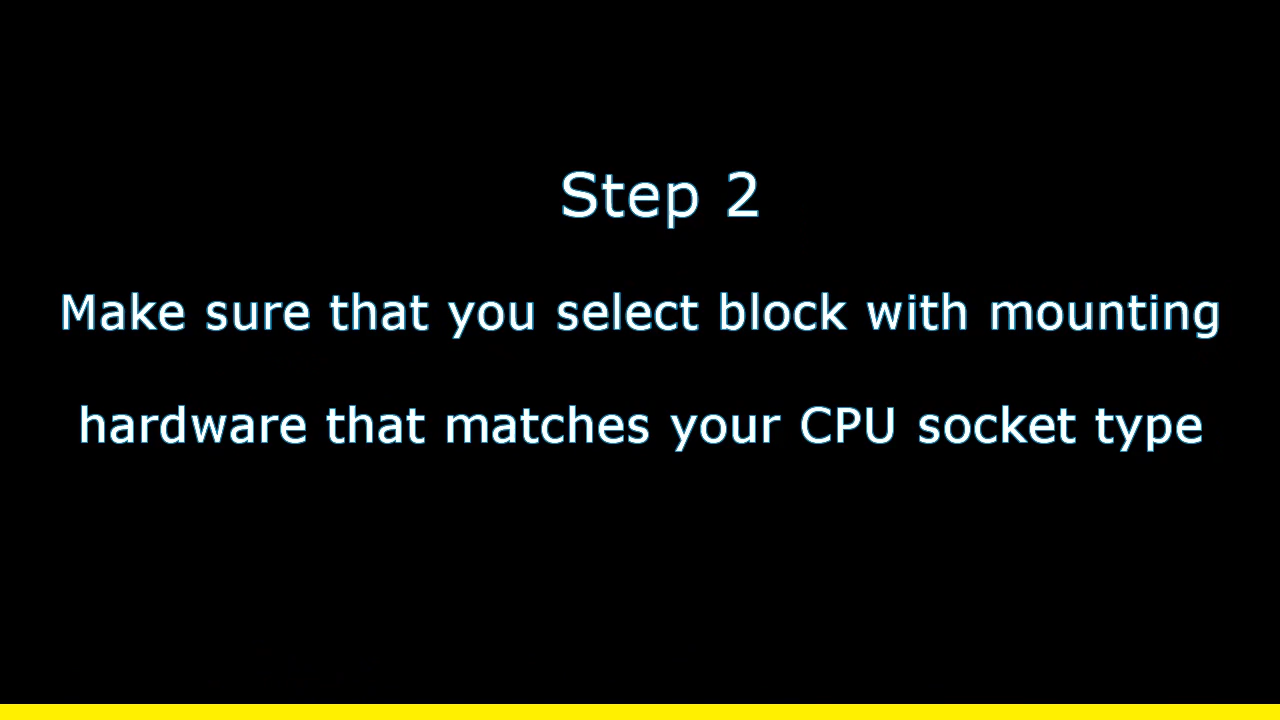 Step 2
Make sure that you select block with mounting
hardware that matches your CPU socket type